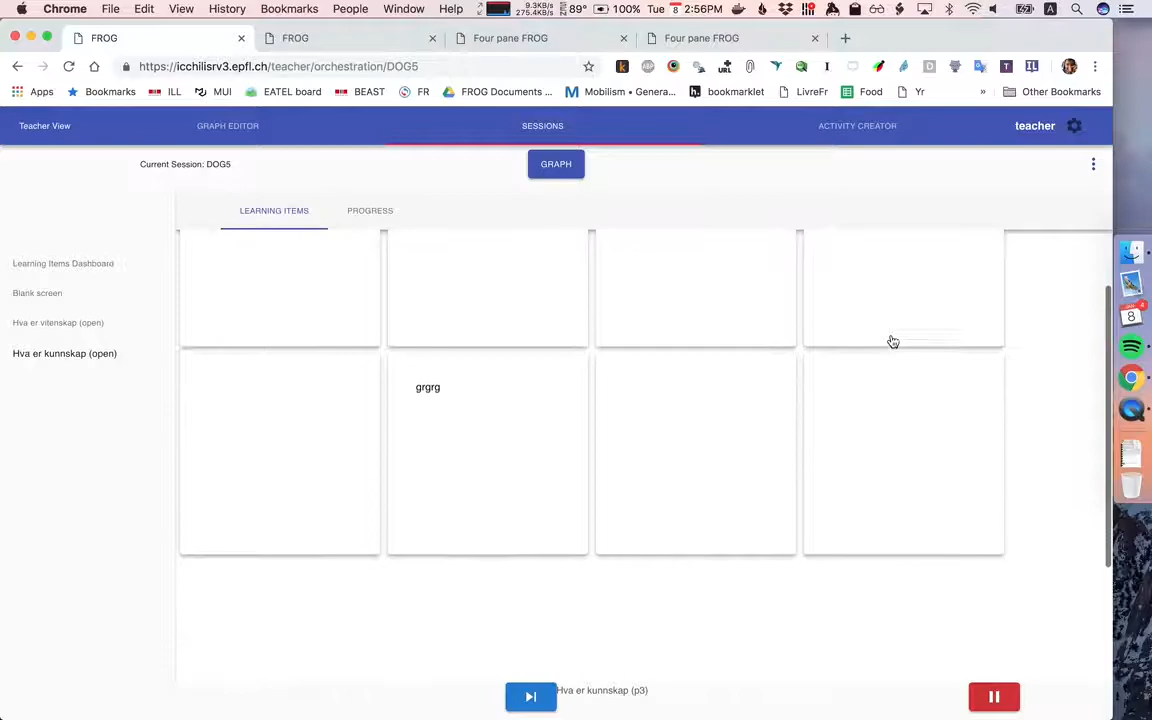 Chrome File Edit View History Bookmarks People Window Help 9.3KB/s 275.4KB/s 89° 100% Tue 8 2:56PM A
FROG FROG Four pane FROG Four pane FROG
https://icchilisrv3.epfl.ch/teacher/orchestration/DOG5
Apps Bookmarks ILL MUI EATEL board BEAST FR FROG Documents ... Mobilism • Genera... bookmarklet LivreFr Food Yr » Other Bookmarks
Teacher View GRAPH EDITOR SESSIONS ACTIVITY CREATOR teacher
Current Session: DOG5 GRAPH
LEARNING ITEMS PROGRESS
Learning Items Dashboard
Blank screen
Hva er vitenskap (open)
Hva er kunnskap (open)
grgrg
Hva er kunnskap (p3)